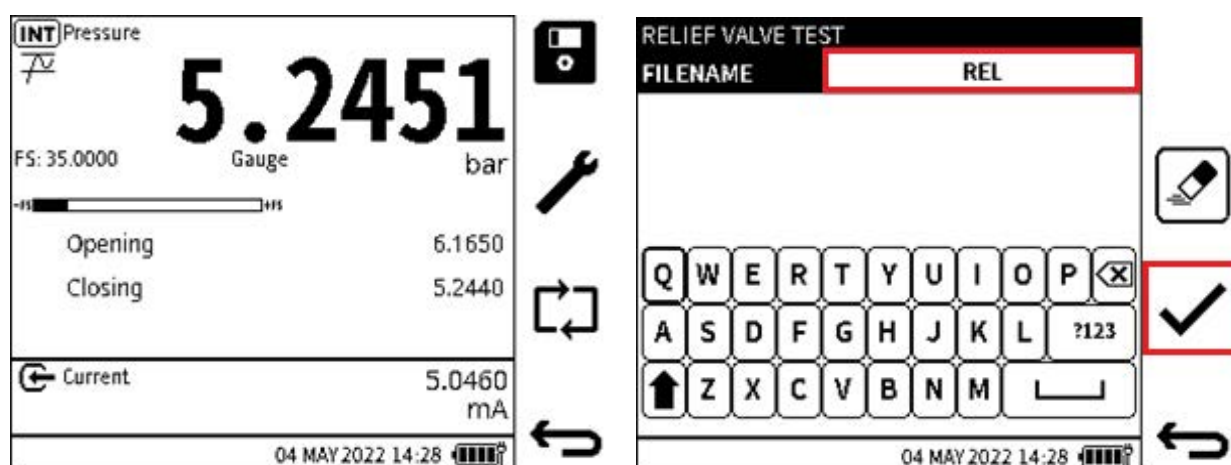 INT Pressure
5.2451
FS: 35.0000 Gauge bar
-FS +FS
Opening 6.1650
Closing 5.2440
Current 5.0460
mA
04 MAY 2022 14:28
RELIEF VALVE TEST
FILENAME REL
Q W E R T Y U I O P
A S D F G H J K L ?123
Z X C V B N M
04 MAY 2022 14:28